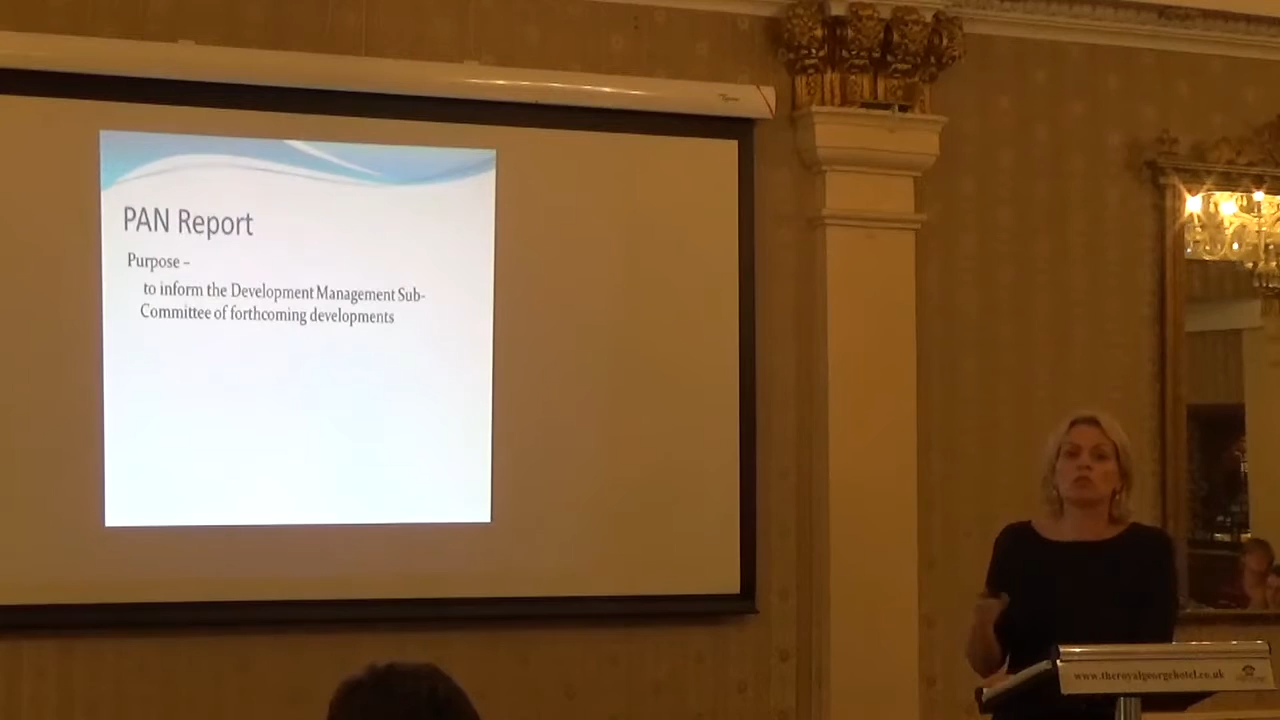 PAN Report
Purpose –
to inform the Development Management Sub-
Committee of forthcoming developments
www.theroyalgeorgehotel.co.uk